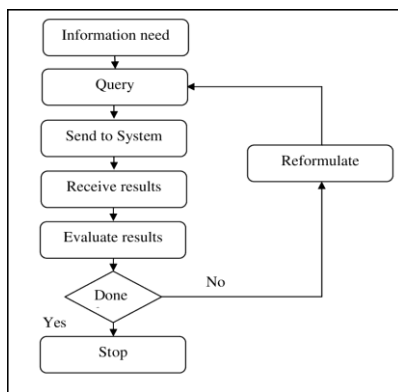 Information need
Query
Send to System
Receive results
Reformulate
Evaluate results
No
Done
Yes
Stop